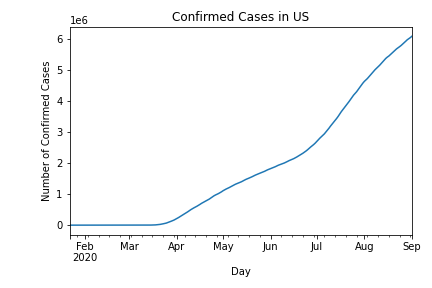 Confirmed Cases in US
1e6
6
5
4
3
2
1
0
Number of Confirmed Cases
Feb Mar Apr May Jun Jul Aug Sep
2020
Day